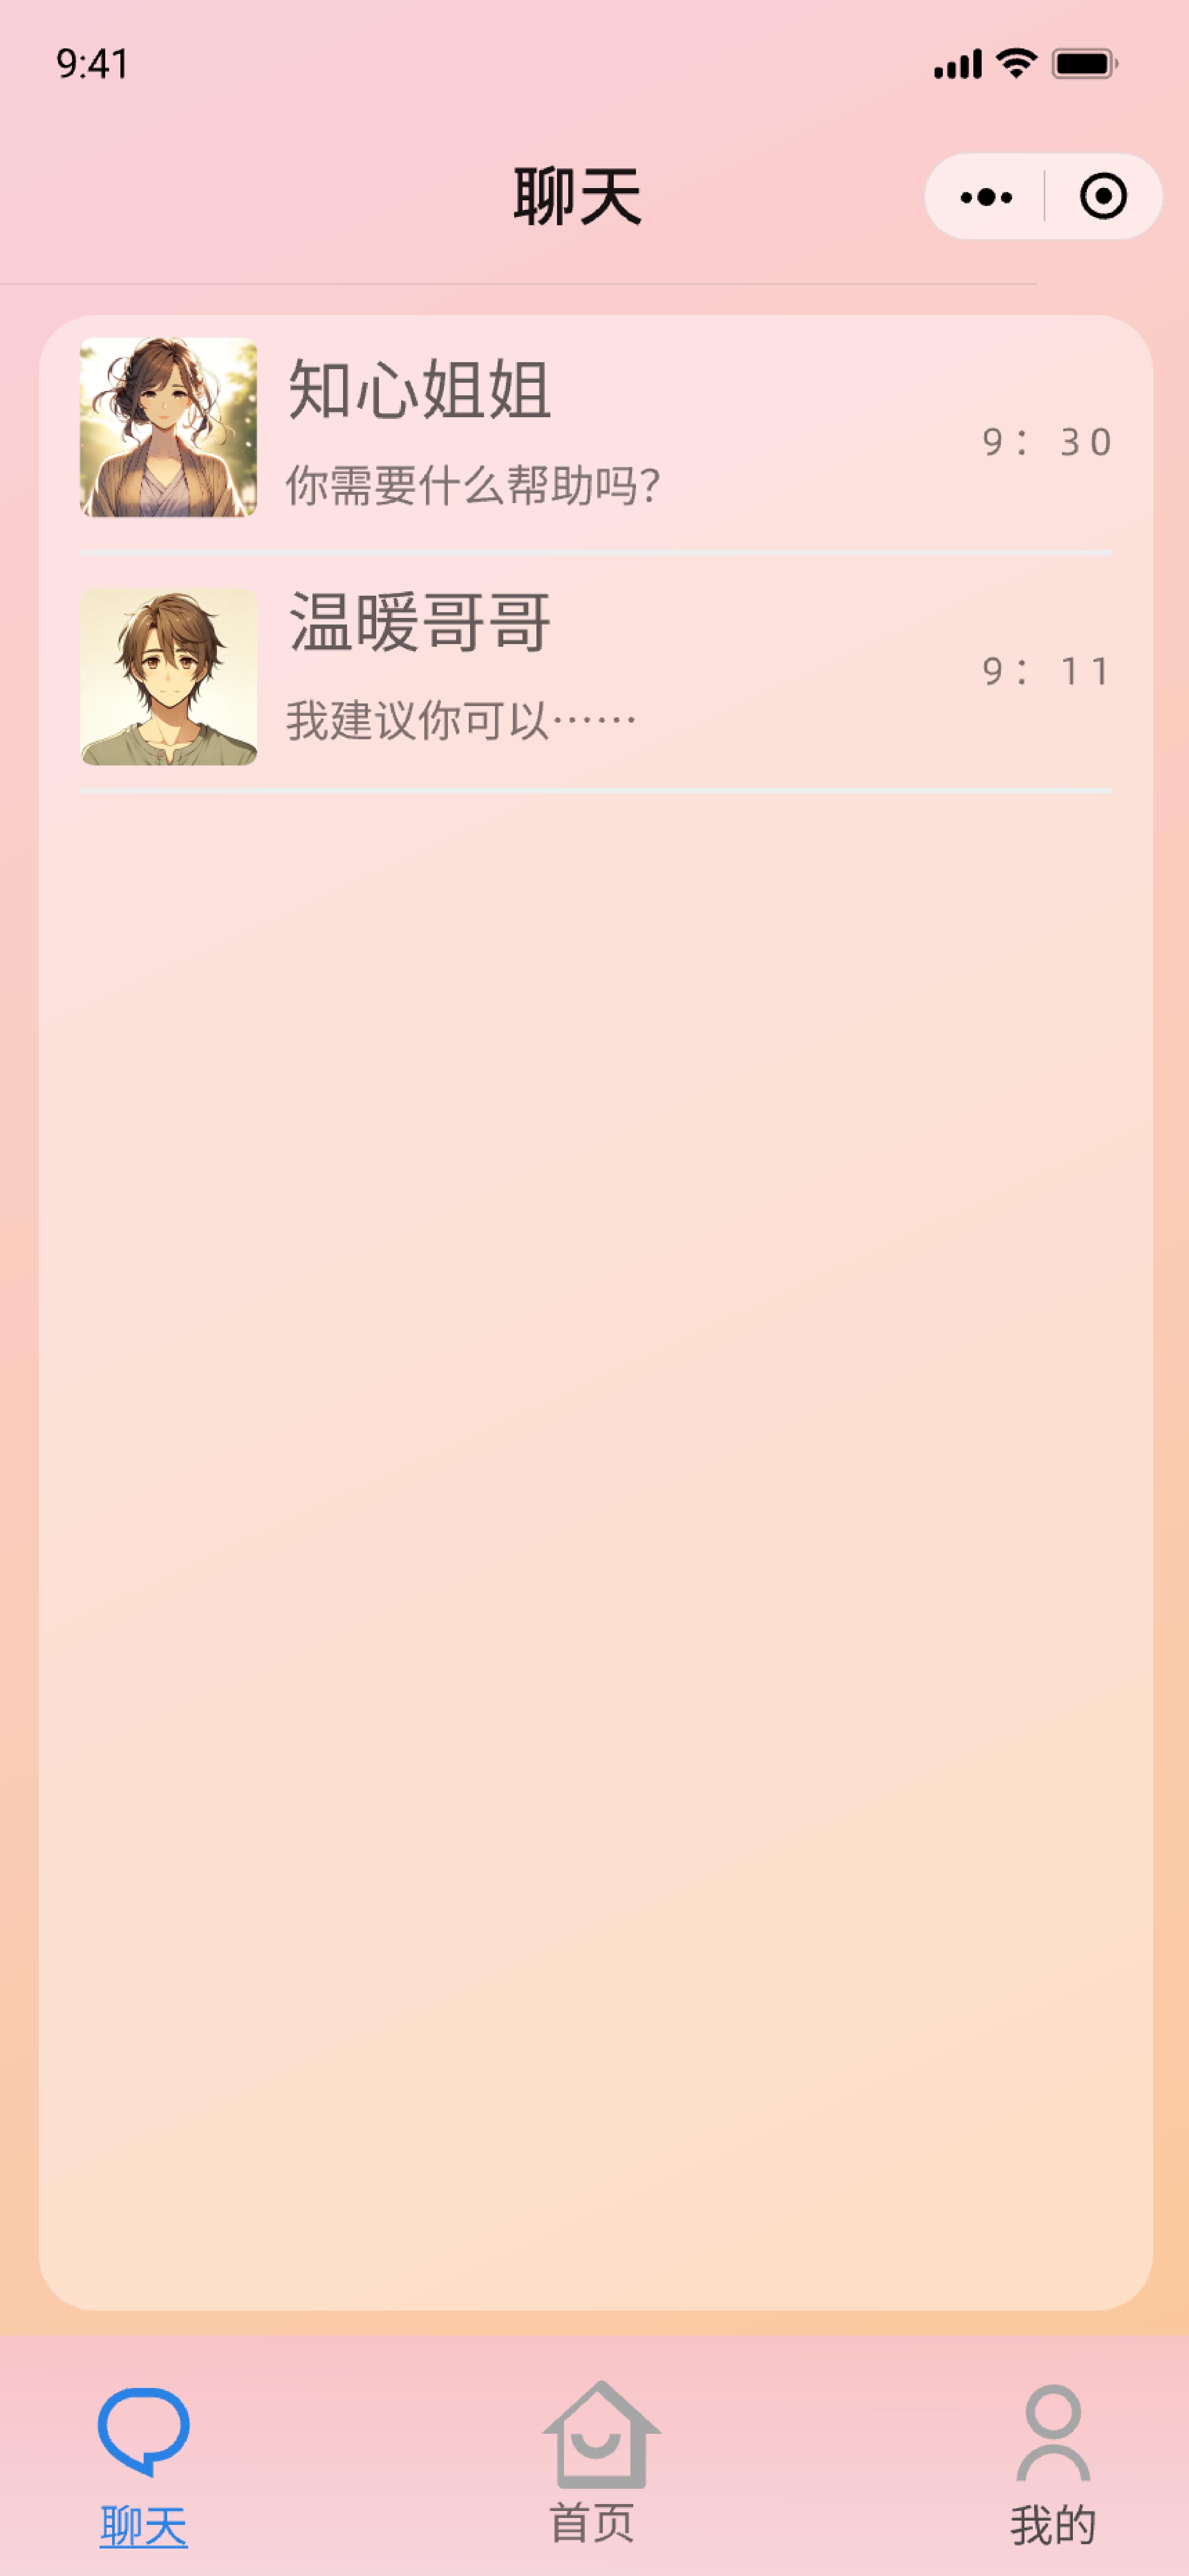 9:41
聊天
知心姐姐
9：30
你需要什么帮助吗?
温暖哥哥
9：11
我建议你可以……
聊天
首页
我的